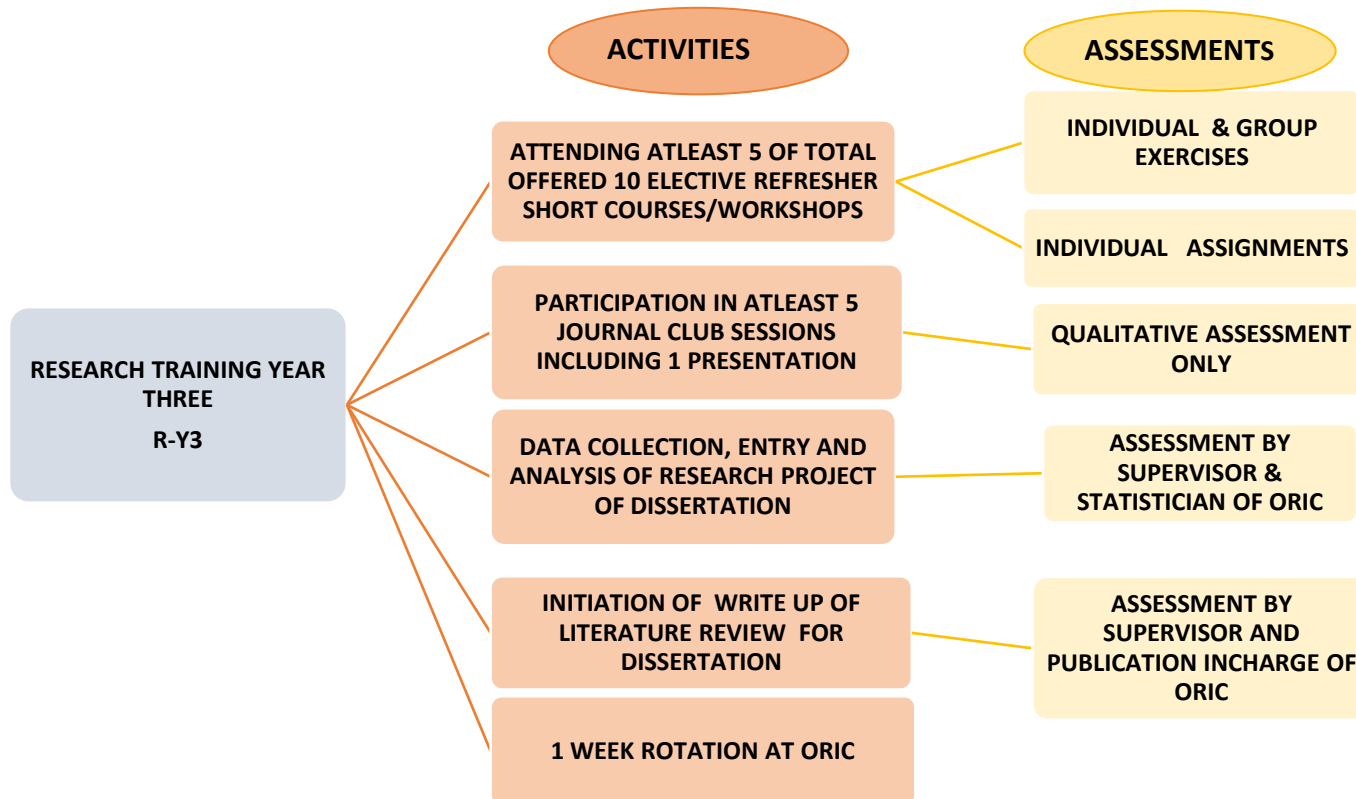 ACTIVITIES
ASSESSMENTs
RESEARCH TRAINING YEAR
THREE
R-Y3
ATTENDING ATLEAST 5 OF TOTAL
OFFERED 10 ELECTIVE REFRESHER
SHORT COURSES/WORKSHOPS
INDIVIDUAL & GROUP
EXERCISES
INDIVIDUAL ASSIGNMENTS
PARTICIPATION IN ATLEAST 5
JOURNAL CLUB SESSIONS
INCLUDING 1 PRESENTATION
QUALITATIVE ASSESSMENT
ONLY
DATA COLLECTION, ENTRY AND
ANALYSIS OF RESEARCH PROJECT
OF DISSERTATION
ASSESSMENT BY
SUPERVISOR &
STATISTICIAN OF ORIC
INITIATION OF WRITE UP OF
LITERATURE REVIEW FOR
DISSERTATION
ASSESSMENT BY
SUPERVISOR AND
PUBLICATION INCHARGE OF
ORIC
1 WEEK ROTATION AT ORIC